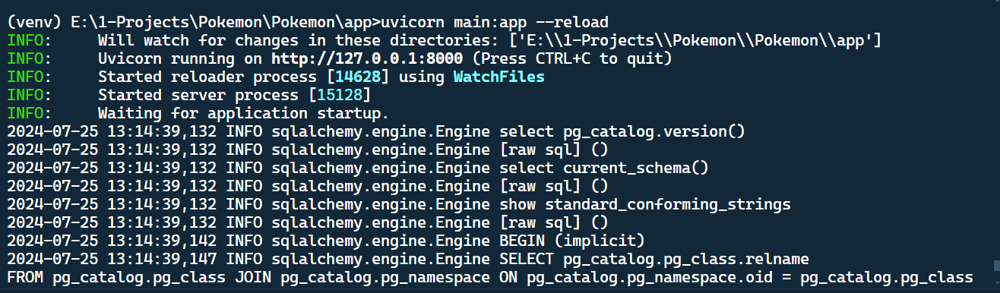 (venv) E:\1-Projects\Pokemon\Pokemon\app>uvicorn main:app --reload
INFO:     Will watch for changes in these directories: ['E:\\1-Projects\\Pokemon\\Pokemon\\app']
INFO:     Uvicorn running on http://127.0.0.1:8000 (Press CTRL+C to quit)
INFO:     Started reloader process [14628] using WatchFiles
INFO:     Started server process [15128]
INFO:     Waiting for application startup.
2024-07-25 13:14:39,132 INFO sqlalchemy.engine.Engine select pg_catalog.version()
2024-07-25 13:14:39,132 INFO sqlalchemy.engine.Engine [raw sql] ()
2024-07-25 13:14:39,132 INFO sqlalchemy.engine.Engine select current_schema()
2024-07-25 13:14:39,132 INFO sqlalchemy.engine.Engine [raw sql] ()
2024-07-25 13:14:39,132 INFO sqlalchemy.engine.Engine show standard_conforming_strings
2024-07-25 13:14:39,132 INFO sqlalchemy.engine.Engine [raw sql] ()
2024-07-25 13:14:39,142 INFO sqlalchemy.engine.Engine BEGIN (implicit)
2024-07-25 13:14:39,147 INFO sqlalchemy.engine.Engine SELECT pg_catalog.pg_class.relname
FROM pg_catalog.pg_class JOIN pg_catalog.pg_namespace ON pg_catalog.pg_namespace.oid = pg_catalog.pg_class